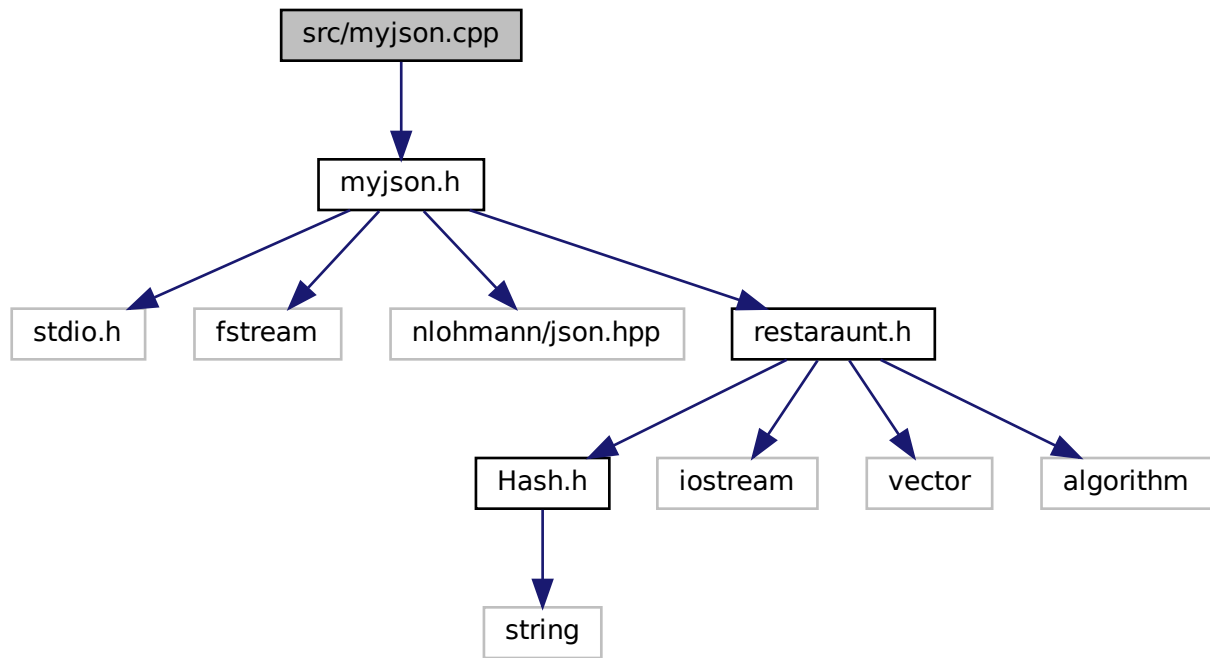 src/myjson.cpp
myjson.h
stdio.h
fstream
nlohmann/json.hpp
restaraunt.h
Hash.h
iostream
vector
algorithm
string